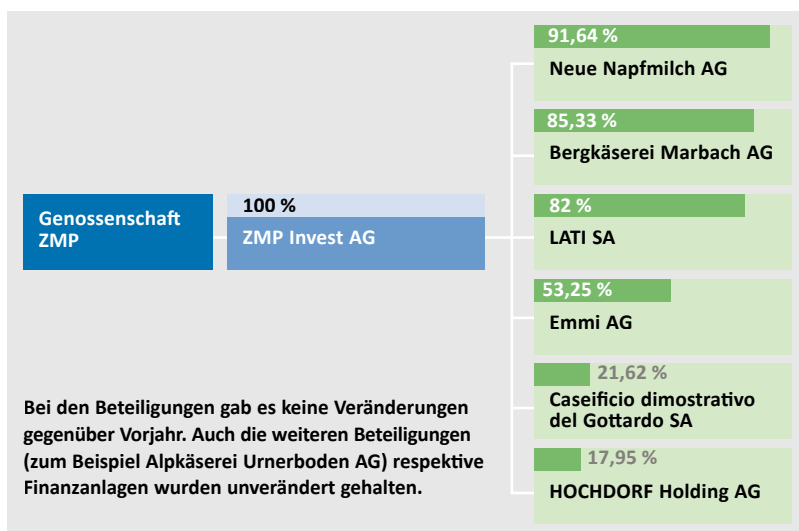 Genossenschaft
ZMP
100 %
ZMP Invest AG
91,64 %
Neue Napfmilch AG
85,33 %
Bergkäserei Marbach AG
82 %
LATI SA
53,25 %
Emmi AG
21,62 %
Caseificio dimostrativo
del Gottardo SA
17,95 %
HOCHDORF Holding AG
Bei den Beteiligungen gab es keine Veränderungen
gegenüber Vorjahr. Auch die weiteren Beteiligungen
(zum Beispiel Alpkäserei Urnerboden AG) respektive
Finanzanlagen wurden unverändert gehalten.